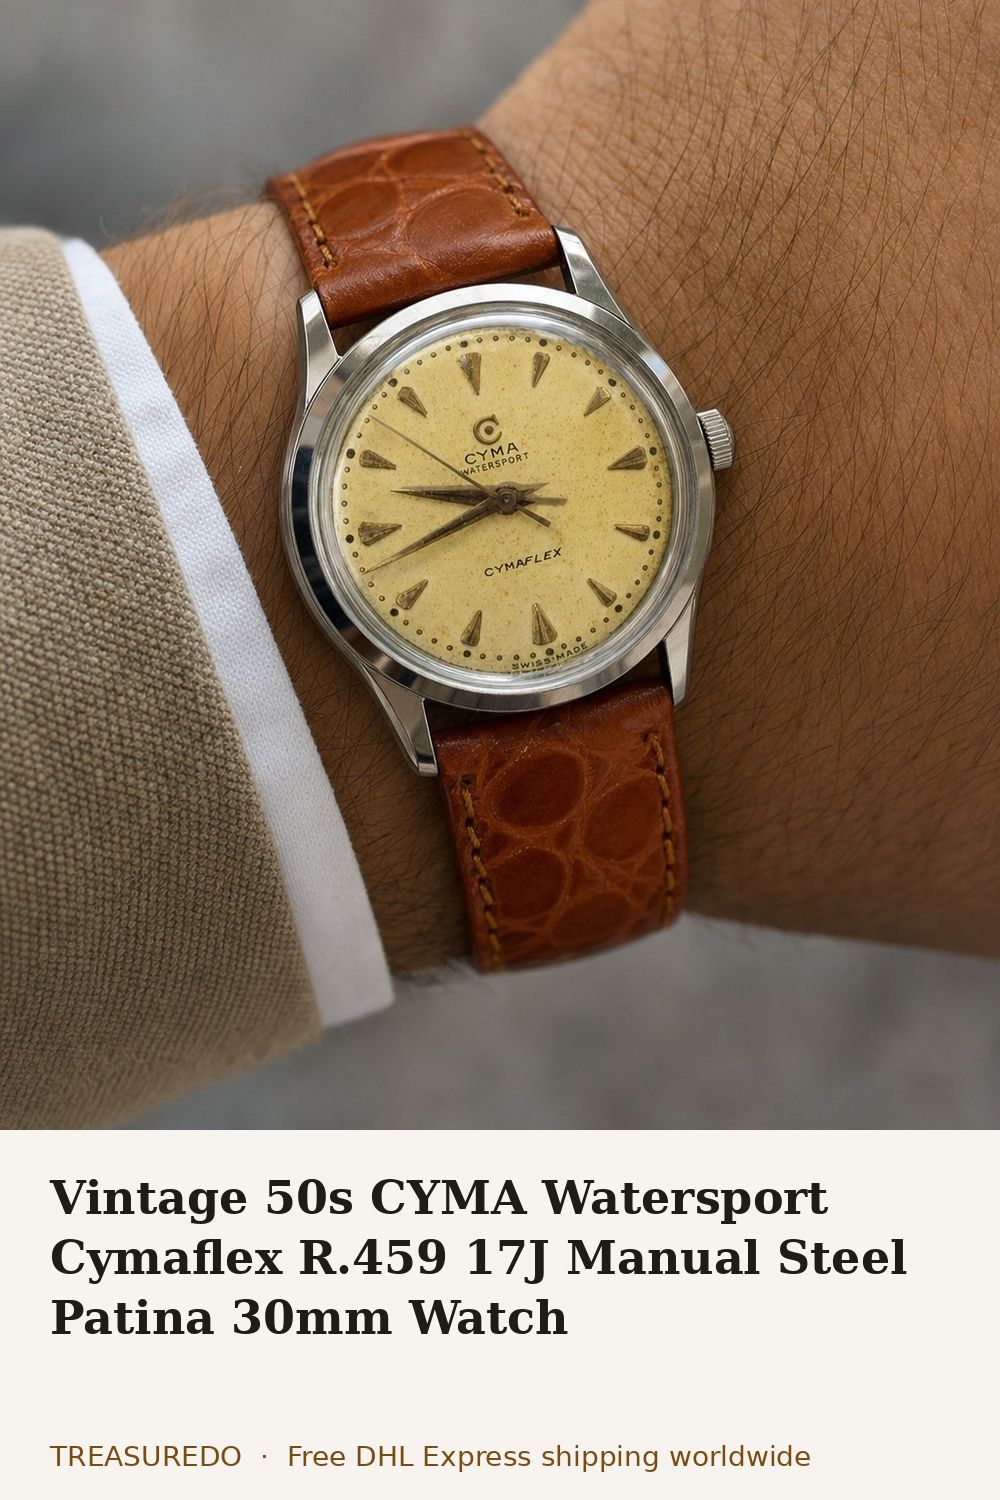 CYMA
WATERSPORT
CYMAFLEX
SWISS·MADE
Vintage 50s CYMA Watersport
Cymaflex R.459 17J Manual Steel
Patina 30mm Watch
TREASUREDO · Free DHL Express shipping worldwide